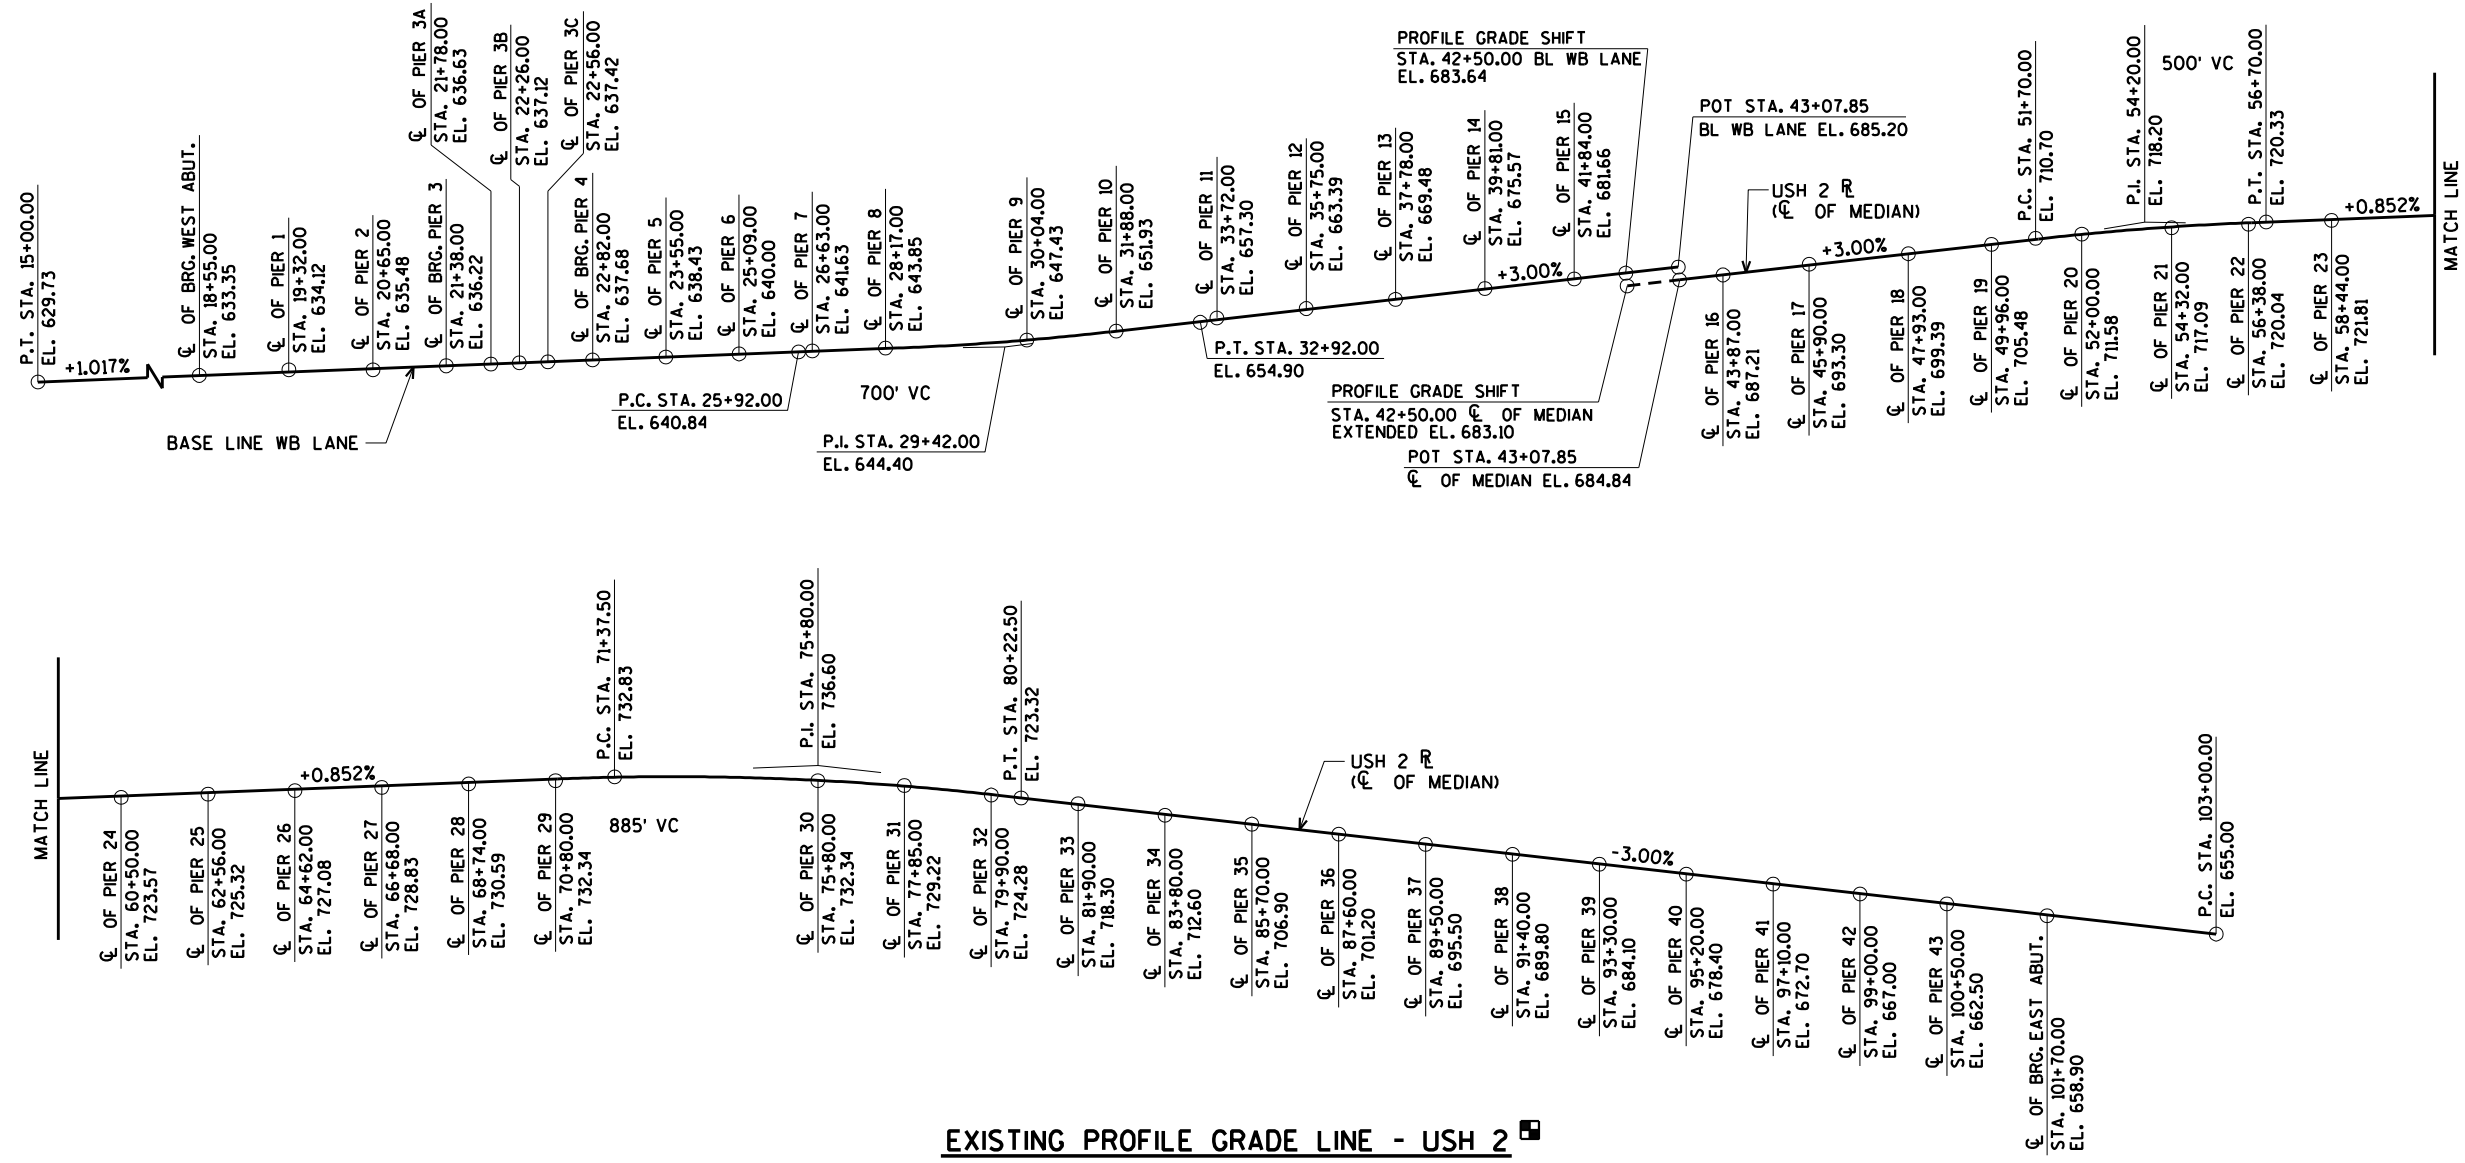 P.T. STA. 15+00.00
EL. 629.73
+1.017%
℄ OF BRG. WEST ABUT.
STA. 18+55.00
EL. 633.35
℄ OF PIER 1
STA. 19+32.00
EL. 634.12
℄ OF PIER 2
STA. 20+65.00
EL. 635.48
BASE LINE WB LANE
℄ OF BRG. PIER 3
STA. 21+38.00
EL. 636.22
℄ OF PIER 3A
STA. 21+78.00
EL. 636.63
℄ OF PIER 3B
STA. 22+26.00
EL. 637.12
℄ OF PIER 3C
STA. 22+56.00
EL. 637.42
℄ OF BRG. PIER 4
STA. 22+82.00
EL. 637.68
℄ OF PIER 5
STA. 23+55.00
EL. 638.43
℄ OF PIER 6
STA. 25+09.00
EL. 640.00
P.C. STA. 25+92.00
EL. 640.84
℄ OF PIER 7
STA. 26+63.00
EL. 641.63
℄ OF PIER 8
STA. 28+17.00
EL. 643.85
700' VC
P.I. STA. 29+42.00
EL. 644.40
℄ OF PIER 9
STA. 30+04.00
EL. 647.43
℄ OF PIER 10
STA. 31+88.00
EL. 651.93
P.T. STA. 32+92.00
EL. 654.90
℄ OF PIER 11
STA. 33+72.00
EL. 657.30
℄ OF PIER 12
STA. 35+75.00
EL. 663.39
℄ OF PIER 13
STA. 37+78.00
EL. 669.48
℄ OF PIER 14
STA. 39+81.00
EL. 675.57
+3.00%
℄ OF PIER 15
STA. 41+84.00
EL. 681.66
PROFILE GRADE SHIFT
STA. 42+50.00 BL WB LANE
EL. 683.64
PROFILE GRADE SHIFT
STA. 42+50.00 ℄ OF MEDIAN
EXTENDED EL. 683.10
POT STA. 43+07.85
BL WB LANE EL. 685.20
POT STA. 43+07.85
℄ OF MEDIAN EL. 684.84
USH 2 RL
(℄ OF MEDIAN)
℄ OF PIER 16
STA. 43+87.00
EL. 687.21
℄ OF PIER 17
STA. 45+90.00
EL. 693.30
+3.00%
℄ OF PIER 18
STA. 47+93.00
EL. 699.39
℄ OF PIER 19
STA. 49+96.00
EL. 705.48
P.C. STA. 51+70.00
EL. 710.70
℄ OF PIER 20
STA. 52+00.00
EL. 711.58
P.I. STA. 54+20.00
EL. 718.20
500' VC
℄ OF PIER 21
STA. 54+32.00
EL. 717.09
℄ OF PIER 22
STA. 56+38.00
EL. 720.04
P.T. STA. 56+70.00
EL. 720.33
℄ OF PIER 23
STA. 58+44.00
EL. 721.81
+0.852%
MATCH LINE
MATCH LINE
℄ OF PIER 24
STA. 60+50.00
EL. 723.57
℄ OF PIER 25
STA. 62+56.00
EL. 725.32
℄ OF PIER 26
STA. 64+62.00
EL. 727.08
+0.852%
℄ OF PIER 27
STA. 66+68.00
EL. 728.83
℄ OF PIER 28
STA. 68+74.00
EL. 730.59
℄ OF PIER 29
STA. 70+80.00
EL. 732.34
P.C. STA. 71+37.50
EL. 732.83
885' VC
P.I. STA. 75+80.00
EL. 736.60
℄ OF PIER 30
STA. 75+80.00
EL. 732.34
℄ OF PIER 31
STA. 77+85.00
EL. 729.22
℄ OF PIER 32
STA. 79+90.00
EL. 724.28
P.T. STA. 80+22.50
EL. 723.32
℄ OF PIER 33
STA. 81+90.00
EL. 718.30
℄ OF PIER 34
STA. 83+80.00
EL. 712.60
℄ OF PIER 35
STA. 85+70.00
EL. 706.90
USH 2 RL
(℄ OF MEDIAN)
℄ OF PIER 36
STA. 87+60.00
EL. 701.20
℄ OF PIER 37
STA. 89+50.00
EL. 695.50
℄ OF PIER 38
STA. 91+40.00
EL. 689.80
℄ OF PIER 39
STA. 93+30.00
EL. 684.10
-3.00%
℄ OF PIER 40
STA. 95+20.00
EL. 678.40
℄ OF PIER 41
STA. 97+10.00
EL. 672.70
℄ OF PIER 42
STA. 99+00.00
EL. 667.00
℄ OF PIER 43
STA. 100+50.00
EL. 662.50
℄ OF BRG. EAST ABUT.
STA. 101+70.00
EL. 658.90
P.C. STA. 103+00.00
EL. 655.00
EXISTING PROFILE GRADE LINE - USH 2